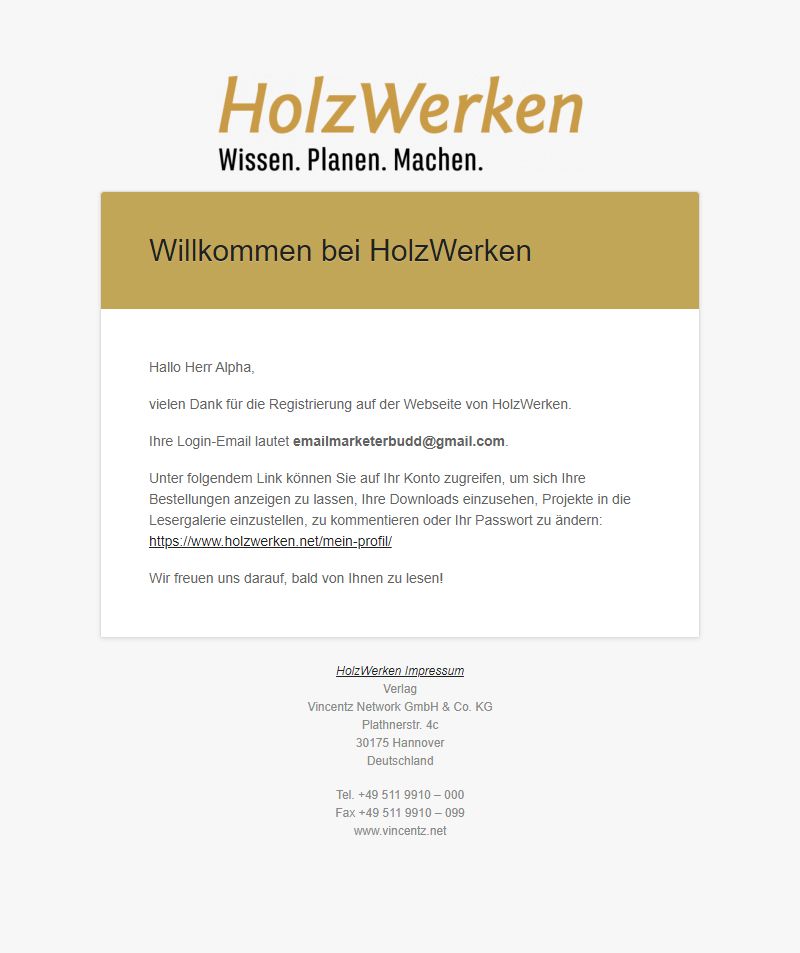 HolzWerken
Wissen. Planen. Machen.
Willkommen bei HolzWerken
Hallo Herr Alpha,
vielen Dank für die Registrierung auf der Webseite von HolzWerken.
Ihre Login-Email lautet emailmarketerbudd@gmail.com.
Unter folgendem Link können Sie auf Ihr Konto zugreifen, um sich Ihre
Bestellungen anzeigen zu lassen, Ihre Downloads einzusehen, Projekte in die
Lesergalerie einzustellen, zu kommentieren oder Ihr Passwort zu ändern:
https://www.holzwerken.net/mein-profil/
Wir freuen uns darauf, bald von Ihnen zu lesen!
HolzWerken Impressum
Verlag
Vincentz Network GmbH & Co. KG
Plathnerstr. 4c
30175 Hannover
Deutschland
Tel. +49 511 9910 – 000
Fax +49 511 9910 – 099
www.vincentz.net